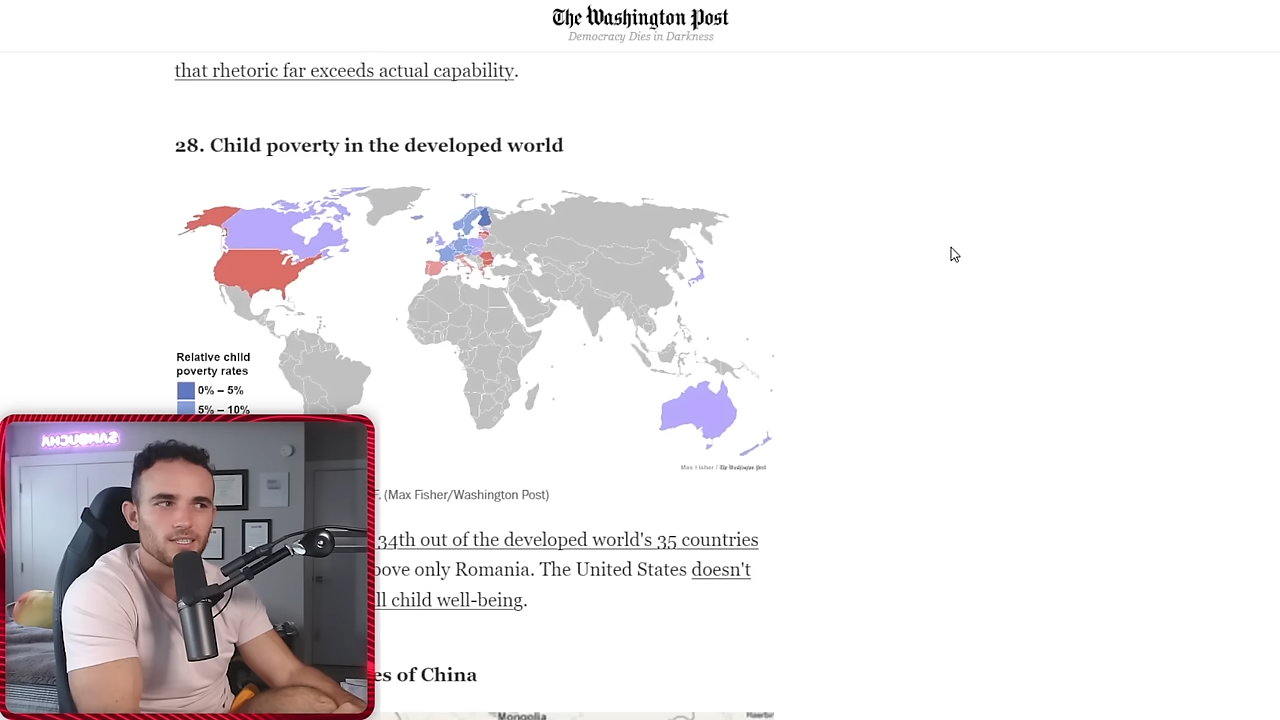 The Washington Post
Democracy Dies in Darkness
that rhetoric far exceeds actual capability.
28. Child poverty in the developed world
Relative child
poverty rates
0% – 5%
5% – 10%
Max Fisher / The Washington Post
SAMBUCHA
F. (Max Fisher/Washington Post)
34th out of the developed world's 35 countries
ove only Romania. The United States doesn't
ll child well-being.
es of China
Mongolia